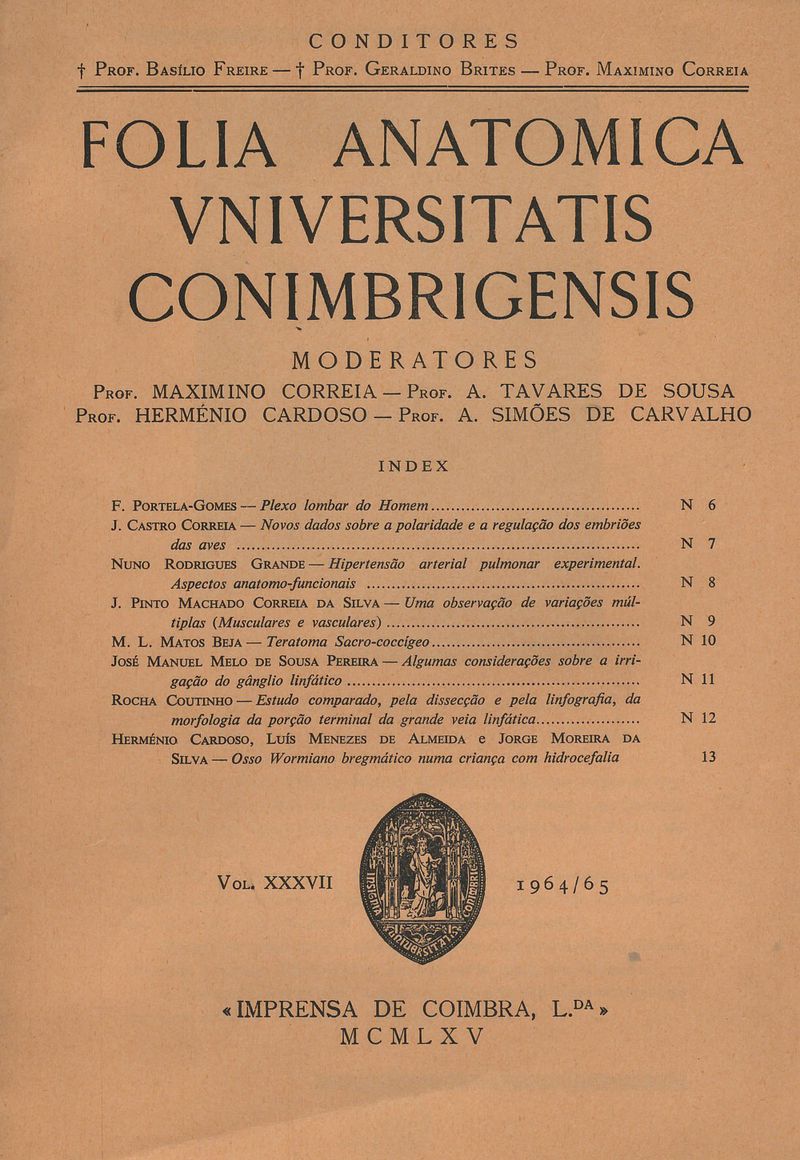 CONDITORES
† Prof. Basílio Freire — † Prof. Geraldino Brites — Prof. Maximino Correia
FOLIA ANATOMICA
VNIVERSITATIS
CONIMBRIGENSIS
MODERATORES
Prof. MAXIMINO CORREIA — Prof. A. TAVARES DE SOUSA
Prof. HERMÉNIO CARDOSO — Prof. A. SIMÕES DE CARVALHO
INDEX
F. Portela-Gomes — Plexo lombar do Homem ........................................ N 6
J. Castro Correia — Novos dados sobre a polaridade e a regulação dos embriões
das aves ........................................ N 7
Nuno Rodrigues Grande — Hipertensão arterial pulmonar experimental.
Aspectos anatomo-funcionais ........................................ N 8
J. Pinto Machado Correia da Silva — Uma observação de variações múl-
tiplas (Musculares e vasculares) ........................................ N 9
M. L. Matos Beja — Teratoma Sacro-coccígeo ........................................ N 10
José Manuel Melo de Sousa Pereira — Algumas considerações sobre a irri-
gação do gânglio linfático ........................................ N 11
Rocha Coutinho — Estudo comparado, pela dissecção e pela linfografia, da
morfologia da porção terminal da grande veia linfática..................... N 12
Herménio Cardoso, Luís Menezes de Almeida e Jorge Moreira da
Silva — Osso Wormiano bregmático numa criança com hidrocefalia 13
Vol. XXXVII
INSIGNIA
UNIVERSITATIS
1964/65
«IMPRENSA DE COIMBRA, L.DA»
MCMLXV